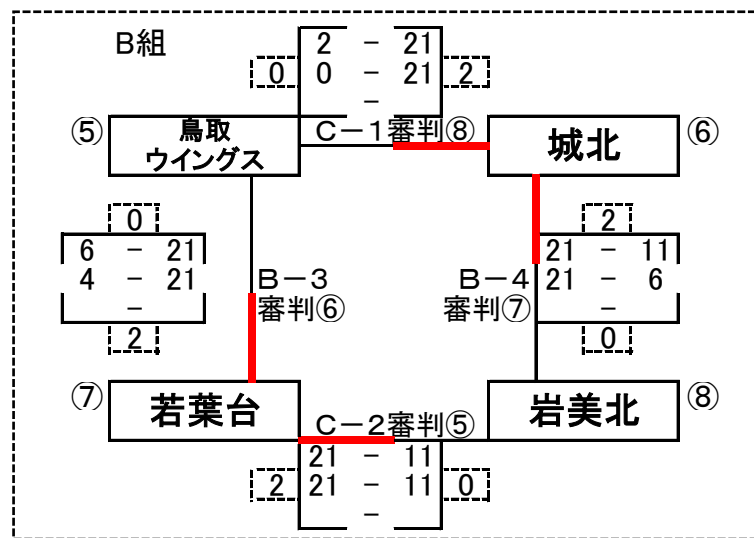 B組
2 － 21
0 0 － 21 2
－
⑤ 鳥取
ウイングス
C－1審判⑧
城北 ⑥
0
6 － 21
4 － 21
－
2
B－3
審判⑥
B－4
審判⑦
2
21 － 11
21 － 6
－
0
⑦ 若葉台
C－2審判⑤
岩美北 ⑧
21 － 11
2 21 － 11 0
－